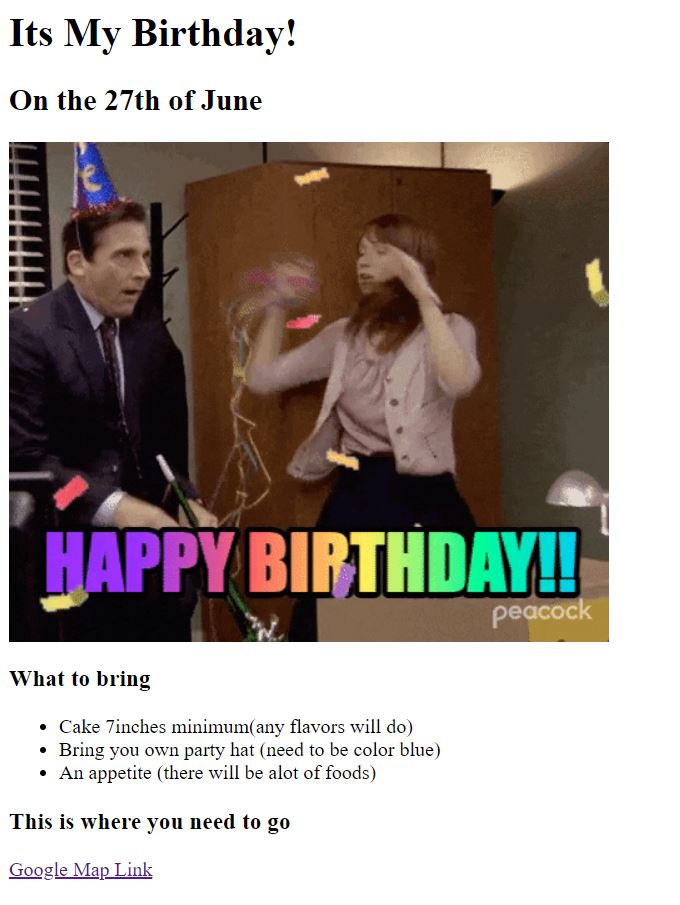 Its My Birthday!
On the 27th of June
HAPPY BIRTHDAY!!
peacock
What to bring
Cake 7inches minimum(any flavors will do)
Bring you own party hat (need to be color blue)
An appetite (there will be alot of foods)
This is where you need to go
Google Map Link